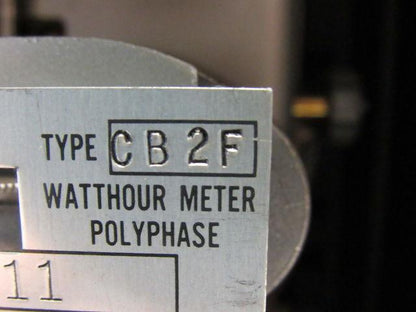 TYPE CB2F
WATTHOUR METER
POLYPHASE
11